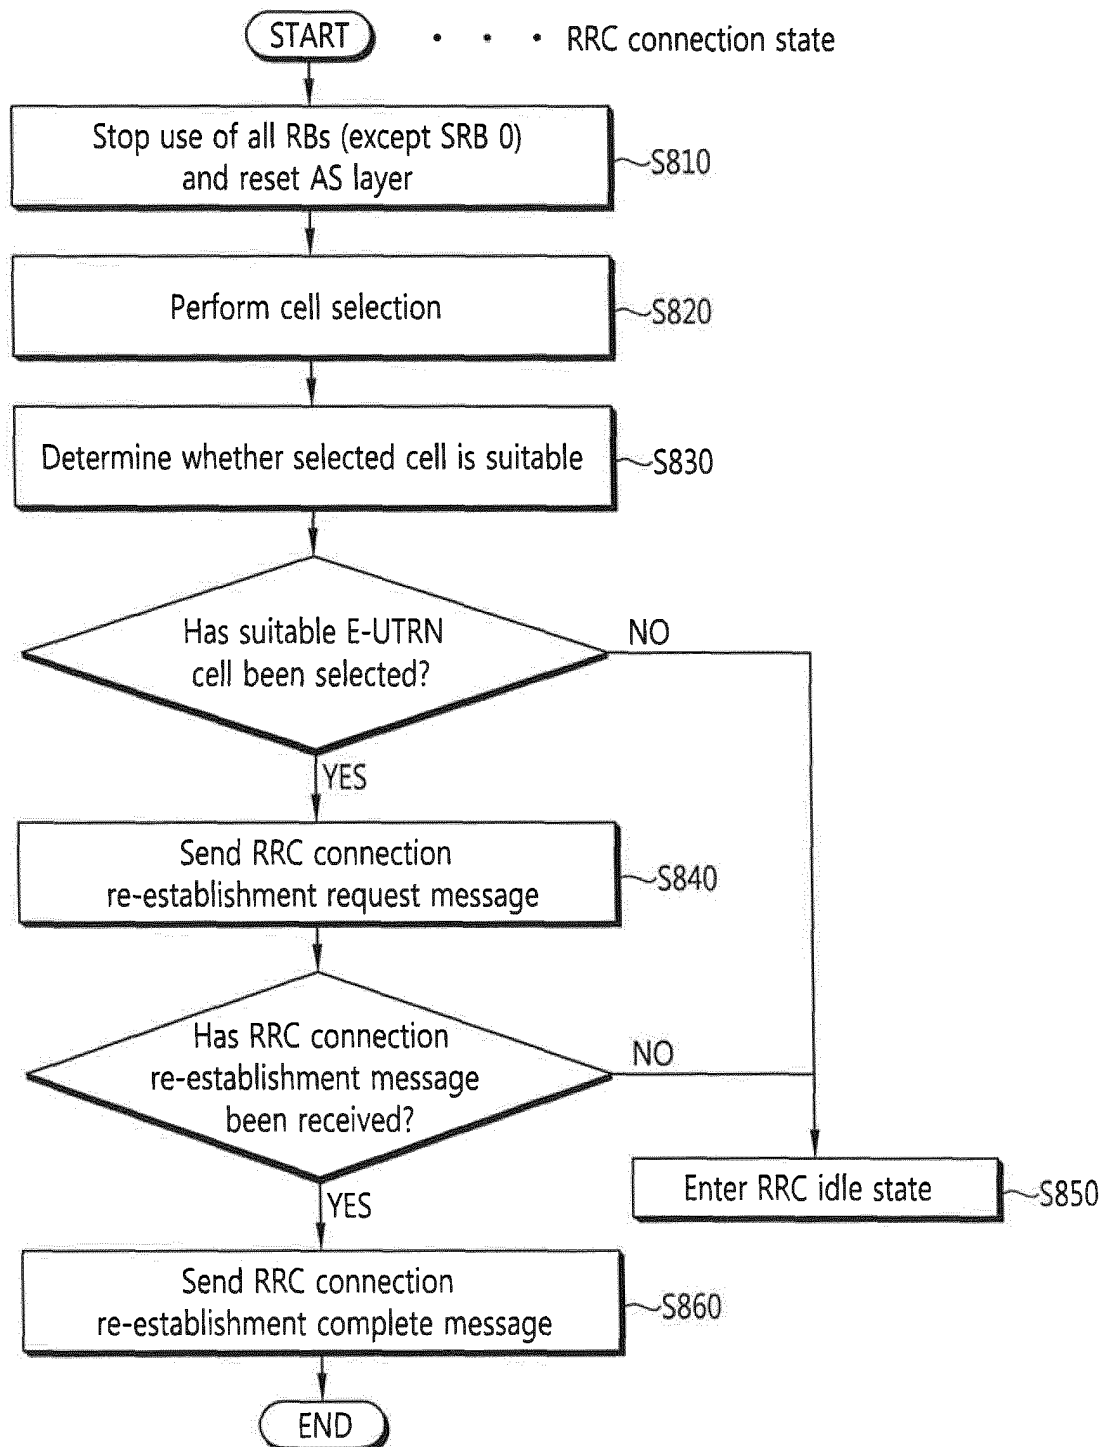 START
RRC connection state
Stop use of all RBs (except SRB 0)
and reset AS layer
S810
Perform cell selection
S820
Determine whether selected cell is suitable
S830
Has suitable E-UTRN
cell been selected?
NO
YES
Send RRC connection
re-establishment request message
S840
Has RRC connection
re-establishment message
been received?
NO
YES
Enter RRC idle state
S850
Send RRC connection
re-establishment complete message
S860
END